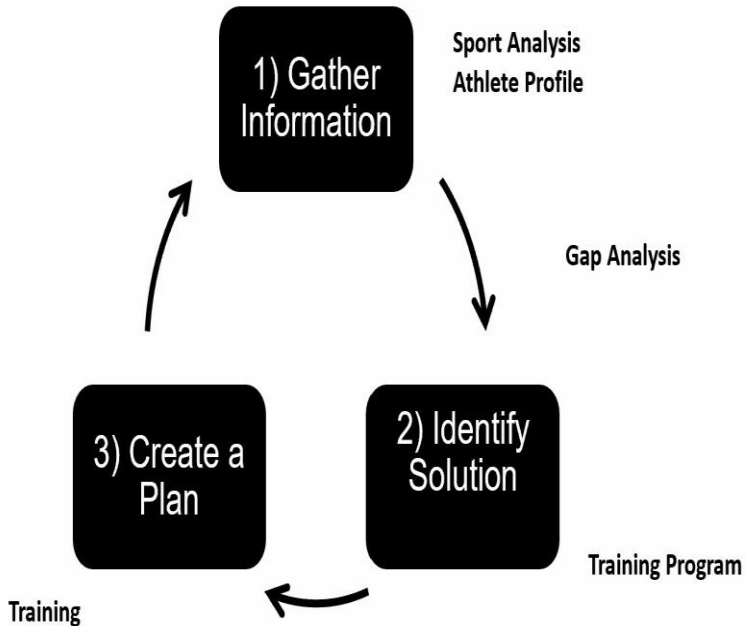 1) Gather
Information
Sport Analysis
Athlete Profile
Gap Analysis
2) Identify
Solution
Training Program
3) Create a
Plan
Training